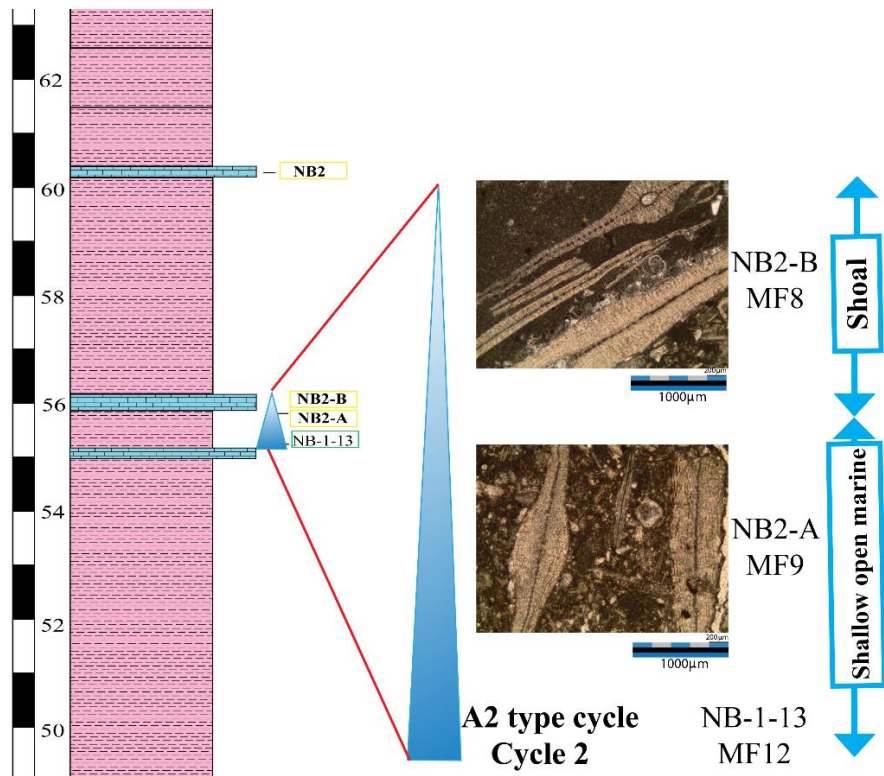 62
60
58
56
54
52
50
NB2
NB2-B
NB2-A
NB-1-13
NB2-B
MF8
200µm
1000µm
NB2-A
MF9
200µm
1000µm
A2 type cycle
Cycle 2
NB-1-13
MF12
Shoal
Shallow open marine